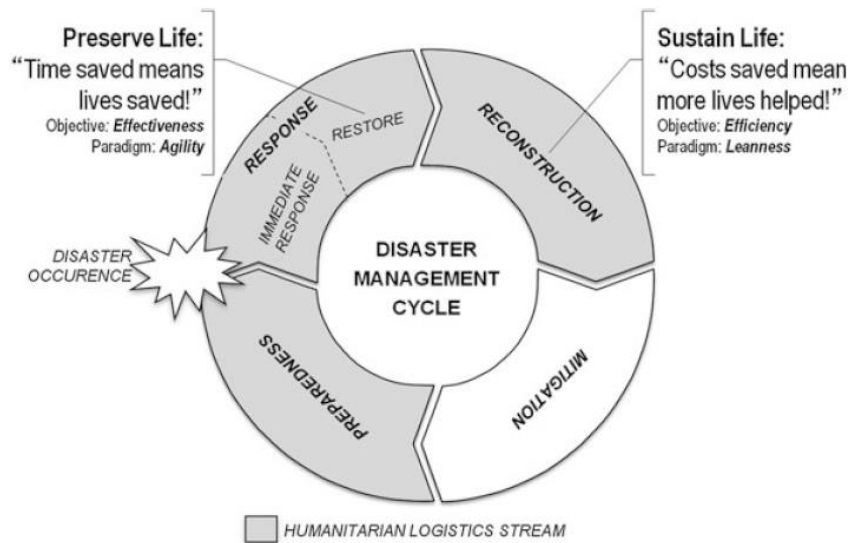 Preserve Life:
“Time saved means
lives saved!”
Objective: Effectiveness
Paradigm: Agility
Sustain Life:
“Costs saved mean
more lives helped!”
Objective: Efficiency
Paradigm: Leanness
RESPONSE
RESTORE
IMMEDIATE
RESPONSE
RECONSTRUCTION
DISASTER
OCCURENCE
DISASTER
MANAGEMENT
CYCLE
PREPAREDNESS
MITIGATION
HUMANITARIAN LOGISTICS STREAM